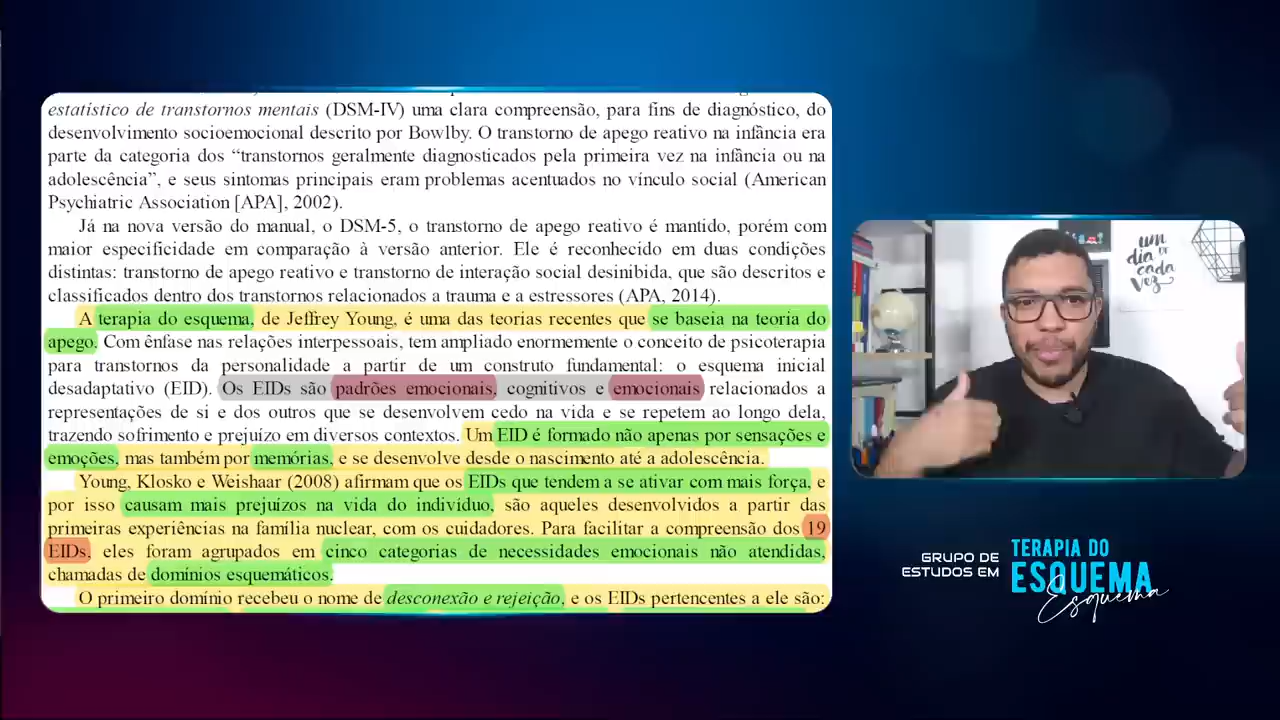 estatístico de transtornos mentais (DSM-IV) uma clara compreensão, para fins de diagnóstico, do
desenvolvimento socioemocional descrito por Bowlby. O transtorno de apego reativo na infância era
parte da categoria dos “transtornos geralmente diagnosticados pela primeira vez na infância ou na
adolescência”, e seus sintomas principais eram problemas acentuados no vínculo social (American
Psychiatric Association [APA], 2002).
Já na nova versão do manual, o DSM-5, o transtorno de apego reativo é mantido, porém com
maior especificidade em comparação à versão anterior. Ele é reconhecido em duas condições
distintas: transtorno de apego reativo e transtorno de interação social desinibida, que são descritos e
classificados dentro dos transtornos relacionados a trauma e a estressores (APA, 2014).
A terapia do esquema, de Jeffrey Young, é uma das teorias recentes que se baseia na teoria do
apego. Com ênfase nas relações interpessoais, tem ampliado enormemente o conceito de psicoterapia
para transtornos da personalidade a partir de um construto fundamental: o esquema inicial
desadaptativo (EID). Os EIDs são padrões emocionais, cognitivos e emocionais relacionados a
representações de si e dos outros que se desenvolvem cedo na vida e se repetem ao longo dela,
trazendo sofrimento e prejuízo em diversos contextos. Um EID é formado não apenas por sensações e
emoções, mas também por memórias, e se desenvolve desde o nascimento até a adolescência.
Young, Klosko e Weishaar (2008) afirmam que os EIDs que tendem a se ativar com mais força, e
por isso causam mais prejuízos na vida do indivíduo, são aqueles desenvolvidos a partir das
primeiras experiências na família nuclear, com os cuidadores. Para facilitar a compreensão dos 19
EIDs, eles foram agrupados em cinco categorias de necessidades emocionais não atendidas,
chamadas de domínios esquemáticos.
O primeiro domínio recebeu o nome de desconexão e rejeição, e os EIDs pertencentes a ele são:
um
dia de
cada
vez
GRUPO DE
ESTUDOS EM
TERAPIA DO
ESQUEMA
Esquema